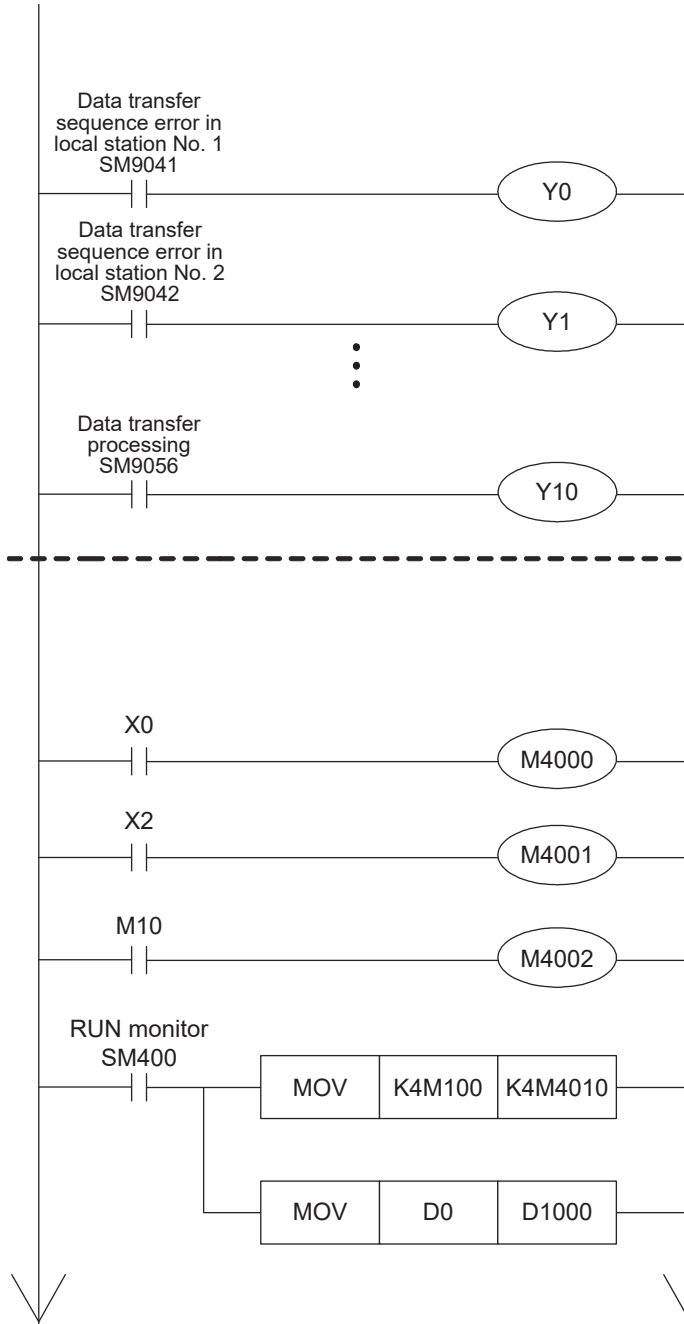 Data transfer
sequence error in
local station No. 1
SM9041
Y0
Data transfer
sequence error in
local station No. 2
SM9042
Y1
Data transfer
processing
SM9056
Y10
X0
M4000
X2
M4001
M10
M4002
RUN monitor
SM400
MOV K4M100 K4M4010
MOV D0 D1000